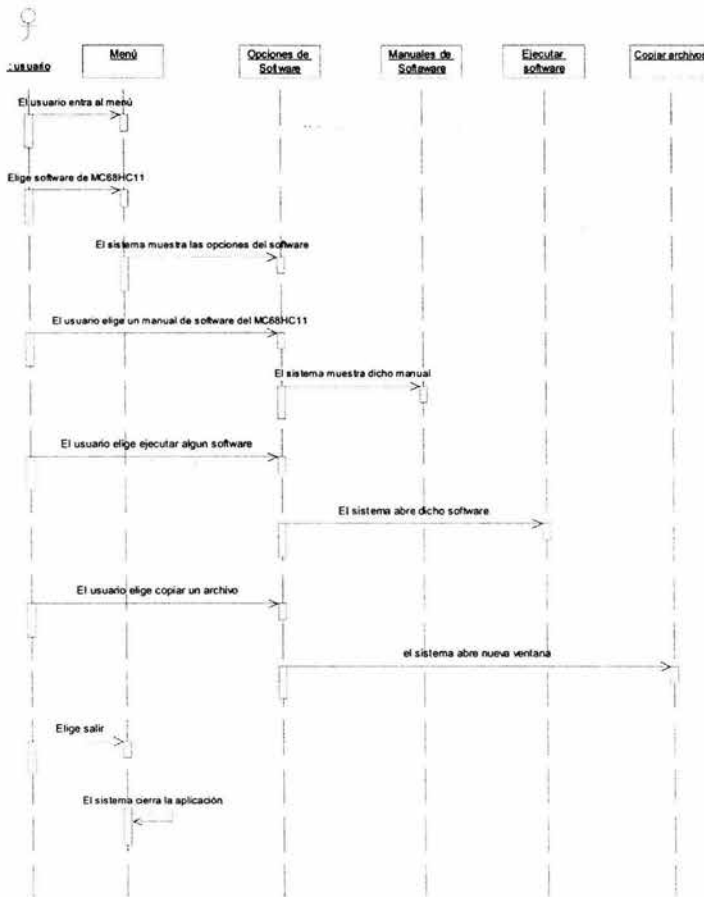 : usuario
Menú
Opciones de
Software
Manuales de
Softaware
Ejecutar
software
Copiar archivos
El usuario entra al menú
Elige software de MC68HC11.
El sistema muestra las opciones del software
El usuario elige un manual de software del MC68HC11
El sistema muestra dicho manual
El usuario elige ejecutar algun software
El sistema abre dicho software
El usuario elige copiar un archivo
el sistema abre nueva ventana
Elige salir
El sistema cierra la aplicación